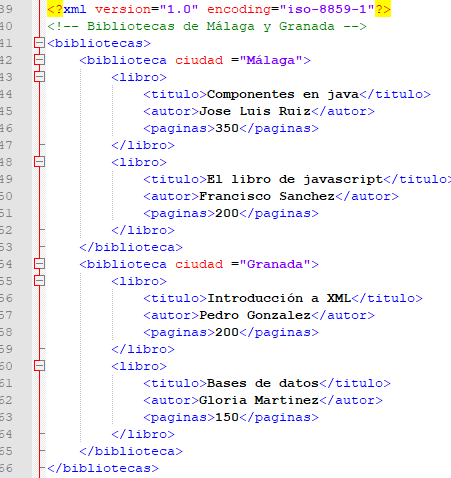 39 <?xml version="1.0" encoding="iso-8859-1"?>
40 <!-- Bibliotecas de Málaga y Granada -->
41 <bibliotecas>
42 <biblioteca ciudad ="Málaga">
43 <libro>
44 <titulo>Componentes en java</titulo>
45 <autor>Jose Luis Ruiz</autor>
46 <paginas>350</paginas>
47 </libro>
48 <libro>
49 <titulo>El libro de javascript</titulo>
50 <autor>Francisco Sanchez</autor>
51 <paginas>200</paginas>
52 </libro>
53 </biblioteca>
54 <biblioteca ciudad ="Granada">
55 <libro>
56 <titulo>Introducción a XML</titulo>
57 <autor>Pedro Gonzalez</autor>
58 <paginas>200</paginas>
59 </libro>
60 <libro>
61 <titulo>Bases de datos</titulo>
62 <autor>Gloria Martinez</autor>
63 <paginas>150</paginas>
64 </libro>
65 </biblioteca>
66 </bibliotecas>